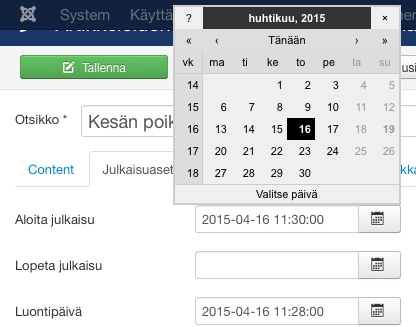 System Käyttä
? huhtikuu, 2015 ×
« ‹ Tänään › »
vk ma ti ke to pe la su
14 1 2 3 4 5
15 6 7 8 9 10 11 12
16 13 14 15 16 17 18 19
17 20 21 22 23 24 25 26
18 27 28 29 30
Valitse päivä
Tallenna
Otsikko * Kesän poik
Content Julkaisuaset
Aloita julkaisu 2015-04-16 11:30:00
Lopeta julkaisu
Luontipäivä 2015-04-16 11:28:00